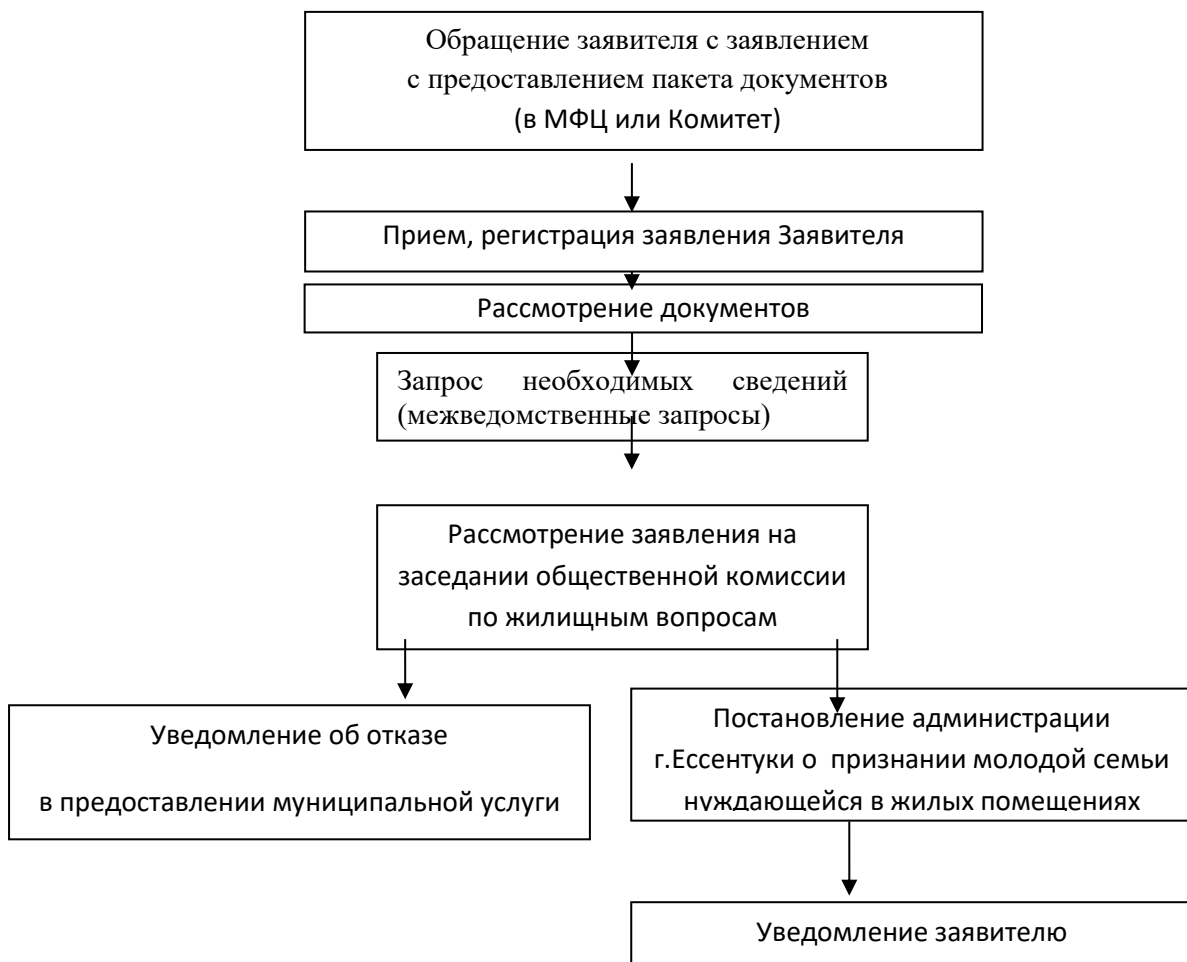 Обращение заявителя с заявлением
с предоставлением пакета документов
(в МФЦ или Комитет)
Прием, регистрация заявления Заявителя
Рассмотрение документов
Запрос необходимых сведений
(межведомственные запросы)
Рассмотрение заявления на
заседании общественной комиссии
по жилищным вопросам
Уведомление об отказе
в предоставлении муниципальной услуги
Постановление администрации
г.Ессентуки о признании молодой семьи
нуждающейся в жилых помещениях
Уведомление заявителю